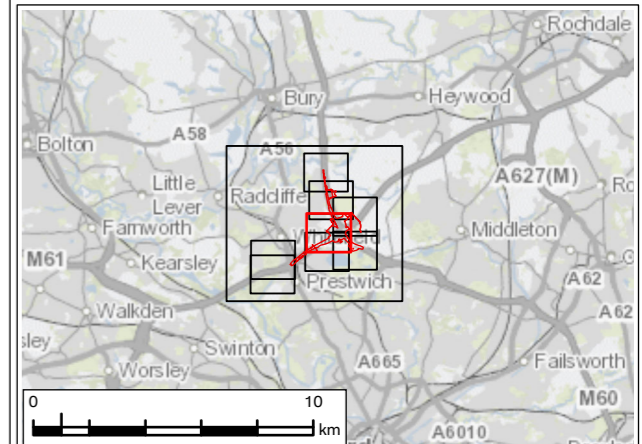 Rochdale
Bury
Heywood
Bolton
A58
A56
A627(M)
Little
Lever
Radcliffe
Farnworth
Middleton
M61
Kearsley
Prestwich
A62
Walkden
A62
Swinton
A665
Failsworth
Worsley
M60
0
10
km
A6010